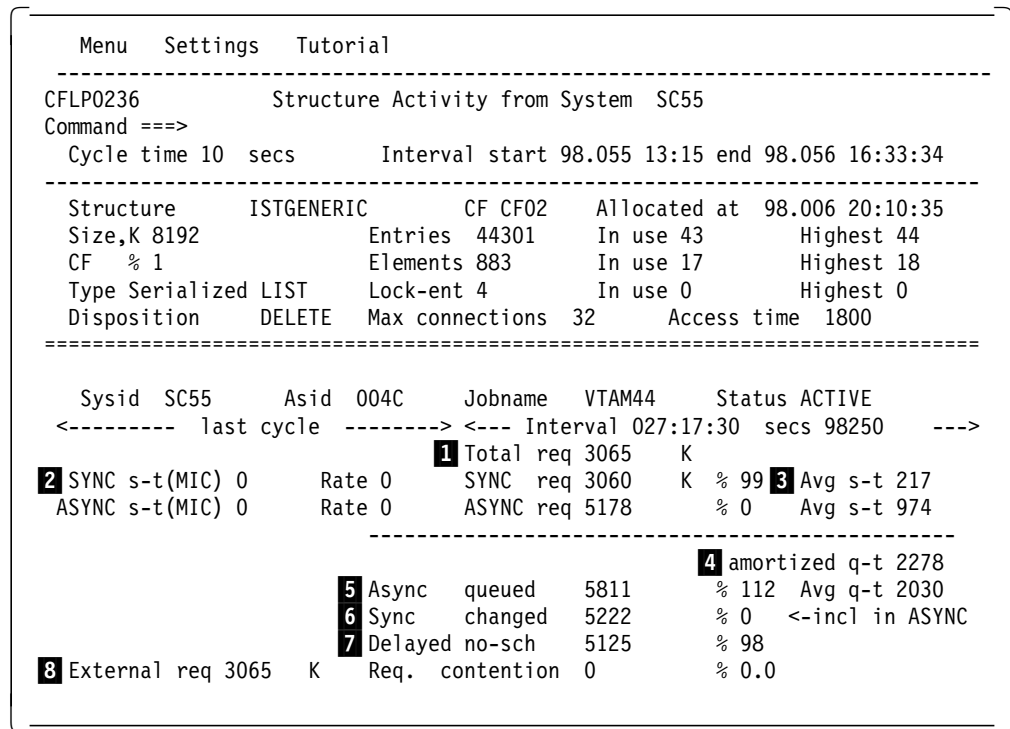 Menu Settings Tutorial
------------------------------------------------------------------------------
CFLP0236 Structure Activity from System SC55
Command ===>
Cycle time 10 secs Interval start 98.055 13:15 end 98.056 16:33:34
------------------------------------------------------------------------------
Structure ISTGENERIC CF CF02 Allocated at 98.006 20:10:35
Size,K 8192 Entries 44301 In use 43 Highest 44
CF % 1 Elements 883 In use 17 Highest 18
Type Serialized LIST Lock-ent 4 In use 0 Highest 0
Disposition DELETE Max connections 32 Access time 1800
==============================================================================
Sysid SC55 Asid 004C Jobname VTAM44 Status ACTIVE
<--------- last cycle --------> <--- Interval 027:17:30 secs 98250 --->
1 Total req 3065 K
2 SYNC s-t(MIC) 0 Rate 0 SYNC req 3060 K % 99 3 Avg s-t 217
ASYNC s-t(MIC) 0 Rate 0 ASYNC req 5178 % 0 Avg s-t 974
-------------------------------------------------
4 amortized q-t 2278
5 Async queued 5811 % 112 Avg q-t 2030
6 Sync changed 5222 % 0 <-incl in ASYNC
7 Delayed no-sch 5125 % 98
8 External req 3065 K Req. contention 0 % 0.0